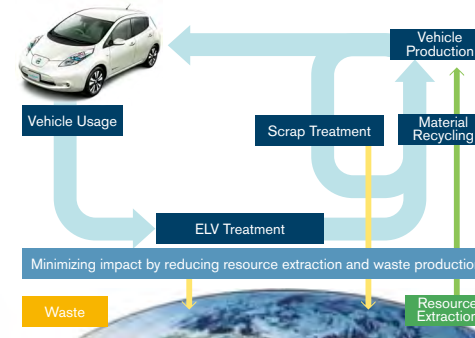 Vehicle
Production
Vehicle Usage
Scrap Treatment
Material
Recycling
ELV Treatment
Minimizing impact by reducing resource extraction and waste productio
Waste
Resource
Extraction